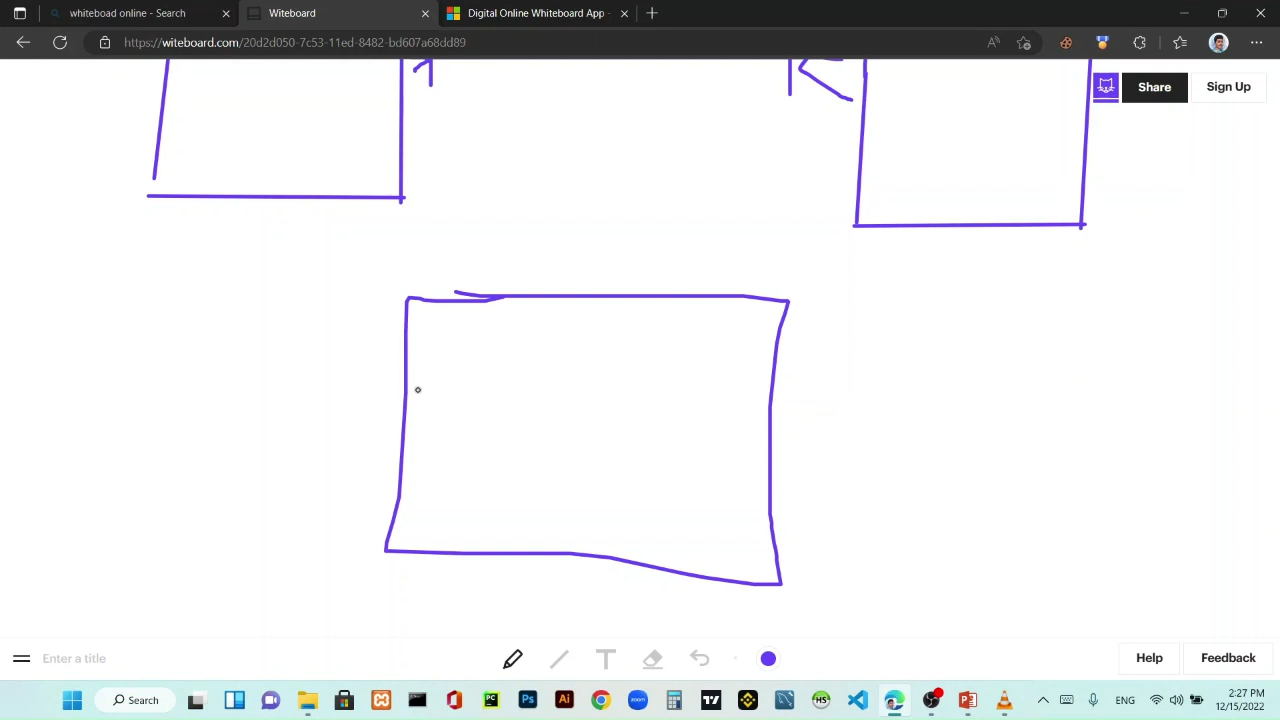 whiteboad online - Search
Witeboard
Digital Online Whiteboard App -
https://witeboard.com/20d2d050-7c53-11ed-8482-bd607a68dd89
Share
Sign Up
Enter a title
Help
Feedback
Search
ENG
2:27 PM
12/15/2022